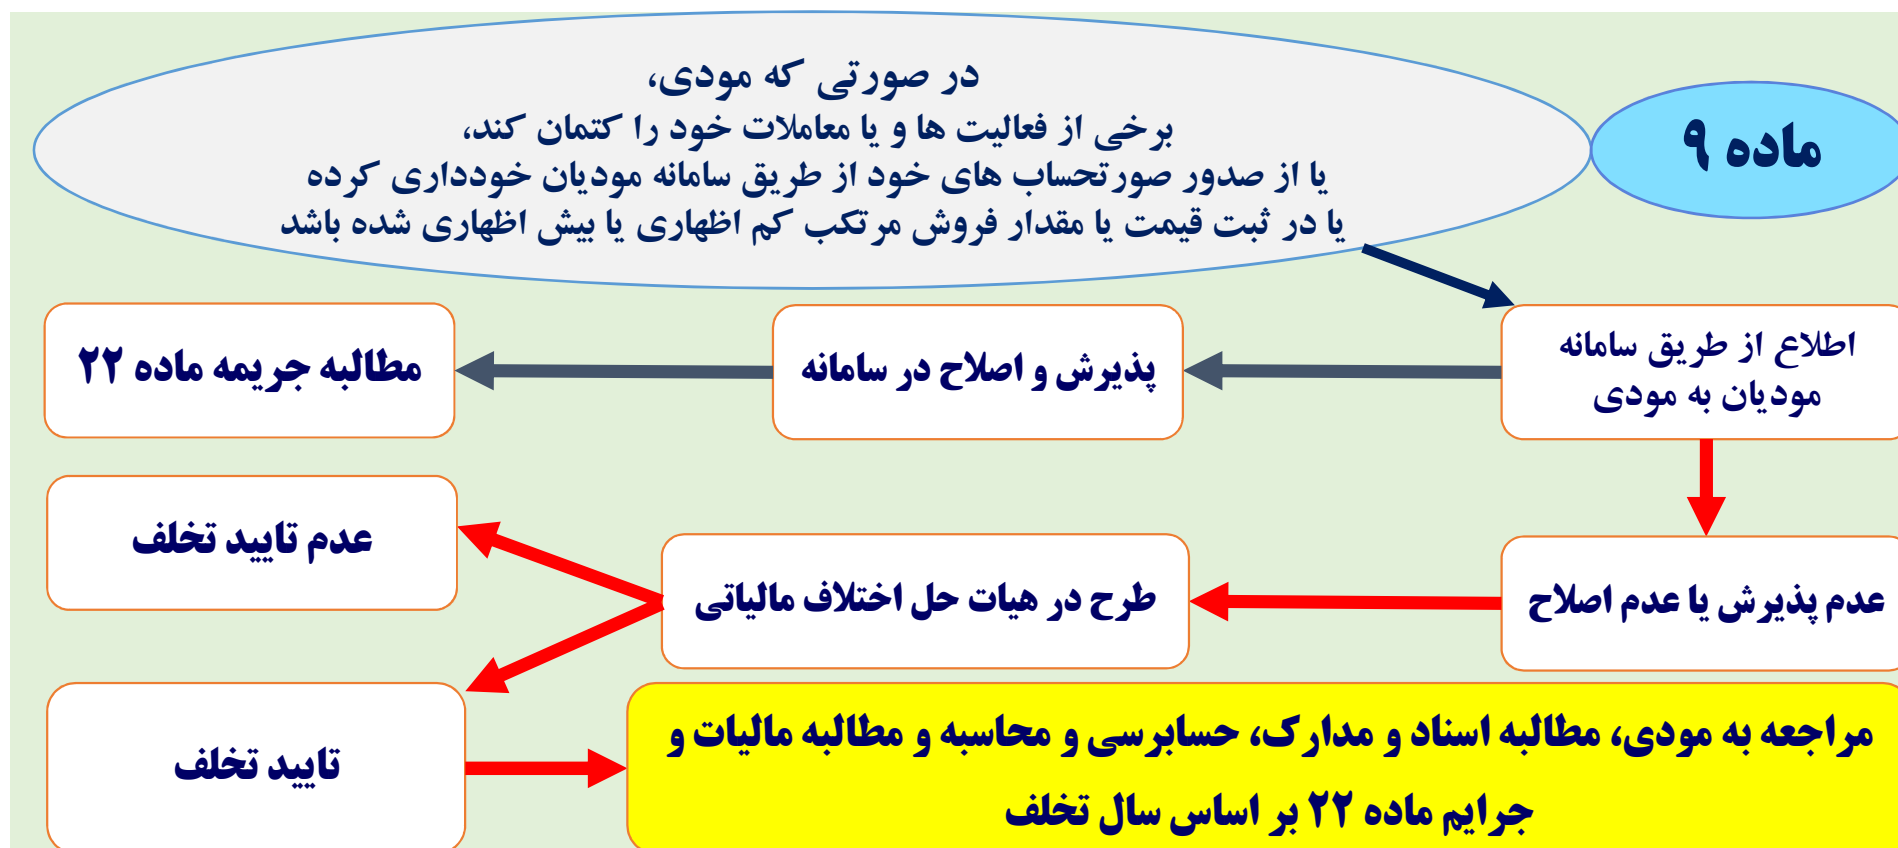 ماده ۹
در صورتی که مودی،
برخی از فعالیت ها و یا معاملات خود را کتمان کند،
یا از صدور صورتحساب های خود از طریق سامانه مودیان خودداری کرده
یا در ثبت قیمت یا مقدار فروش مرتکب کم اظهاری یا بیش اظهاری شده باشد
اطلاع از طریق سامانه
مودیان به مودی
پذیرش و اصلاح در سامانه
مطالبه جریمه ماده ۲۲
عدم پذیرش یا عدم اصلاح
طرح در هیات حل اختلاف مالیاتی
عدم تایید تخلف
تایید تخلف
مراجعه به مودی، مطالبه اسناد و مدارک، حسابرسی و محاسبه و مطالبه مالیات و
جرایم ماده ۲۲ بر اساس سال تخلف